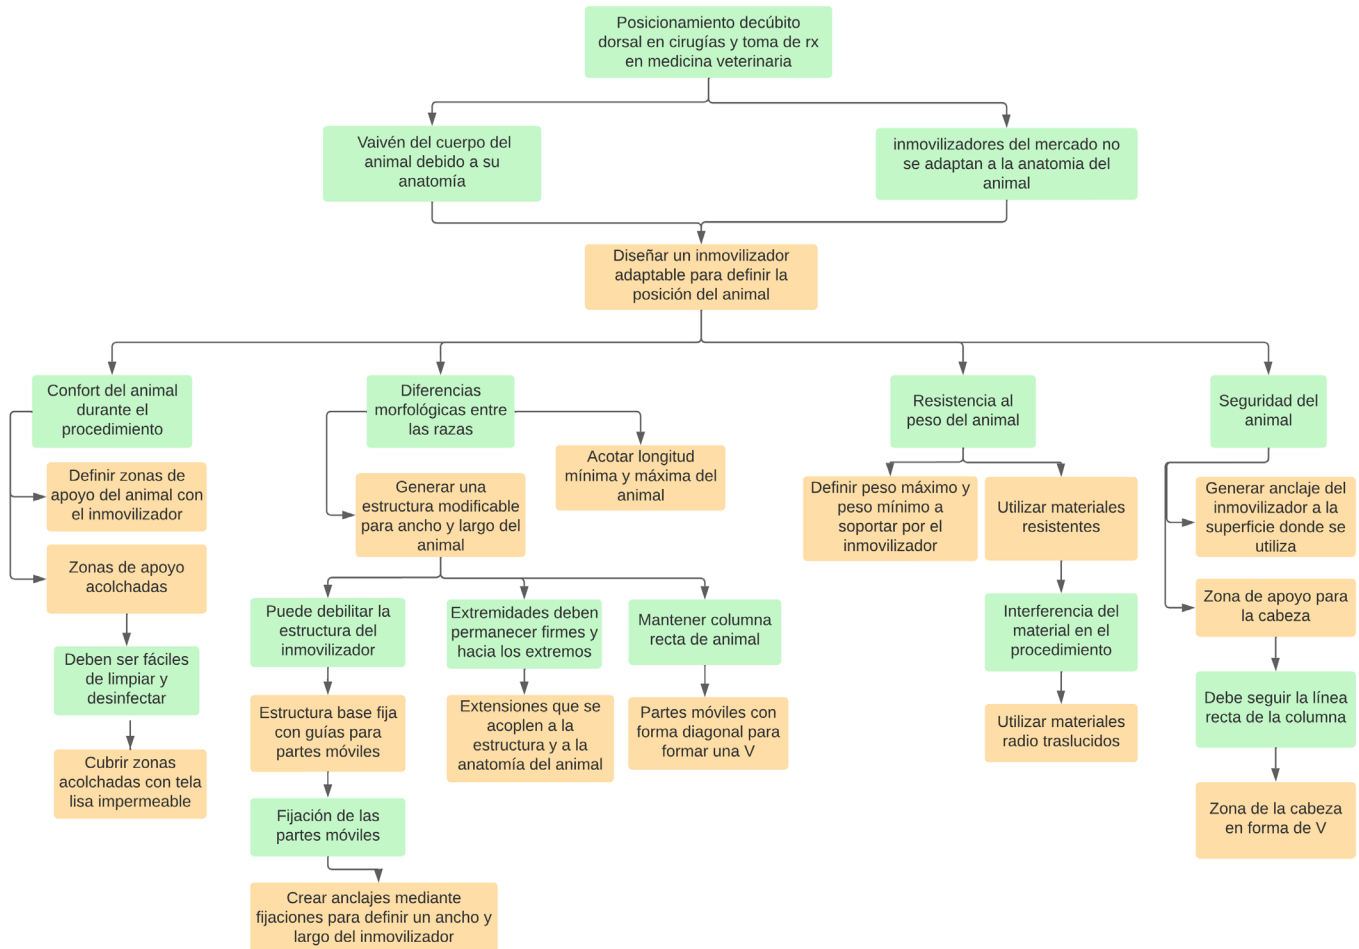 Posicionamiento decúbito
dorsal en cirugías y toma de rx
en medicina veterinaria
Vaivén del cuerpo del
animal debido a su
anatomía
inmovilizadores del mercado no
se adaptan a la anatomia del
animal
Diseñar un inmovilizador
adaptable para definir la
posición del animal
Confort del animal
durante el
procedimiento
Definir zonas de
apoyo del animal con
el inmovilizador
Zonas de apoyo
acolchadas
Deben ser fáciles
de limpiar y
desinfectar
Cubrir zonas
acolchadas con tela
lisa impermeable
Diferencias
morfológicas entre
las razas
Acotar longitud
mínima y máxima del
animal
Generar una
estructura modificable
para ancho y largo del
animal
Puede debilitar la
estructura del
inmovilizador
Estructura base fija
con guías para
partes móviles
Fijación de las
partes móviles
Crear anclajes mediante
fijaciones para definir un ancho y
largo del inmovilizador
Extremidades deben
permanecer firmes y
hacia los extremos
Extensiones que se
acoplen a la
estructura y a la
anatomía del animal
Mantener columna
recta de animal
Partes móviles con
forma diagonal para
formar una V
Resistencia al
peso del animal
Definir peso máximo y
peso mínimo a
soportar por el
inmovilizador
Utilizar materiales
resistentes
Interferencia del
material en el
procedimiento
Utilizar materiales
radio traslucidos
Seguridad del
animal
Generar anclaje del
inmovilizador a la
superficie donde se
utiliza
Zona de apoyo para
la cabeza
Debe seguir la línea
recta de la columna
Zona de la cabeza
en forma de V